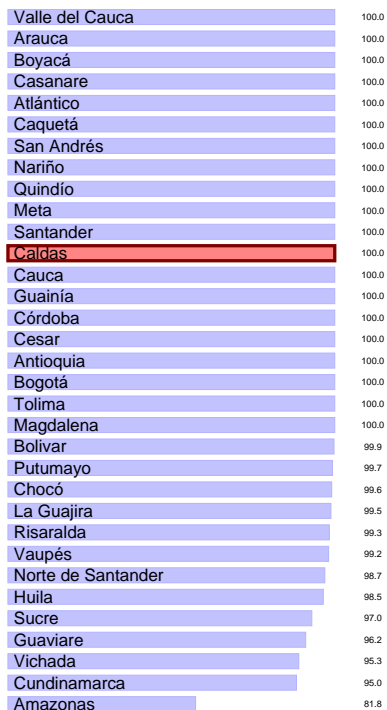 Valle del Cauca 100.0
Arauca 100.0
Boyacá 100.0
Casanare 100.0
Atlántico 100.0
Caquetá 100.0
San Andrés 100.0
Nariño 100.0
Quindío 100.0
Meta 100.0
Santander 100.0
Caldas 100.0
Cauca 100.0
Guainía 100.0
Córdoba 100.0
Cesar 100.0
Antioquia 100.0
Bogotá 100.0
Tolima 100.0
Magdalena 100.0
Bolivar 99.9
Putumayo 99.7
Chocó 99.6
La Guajira 99.5
Risaralda 99.3
Vaupés 99.2
Norte de Santander 98.7
Huila 98.5
Sucre 97.0
Guaviare 96.2
Vichada 95.3
Cundinamarca 95.0
Amazonas 81.8